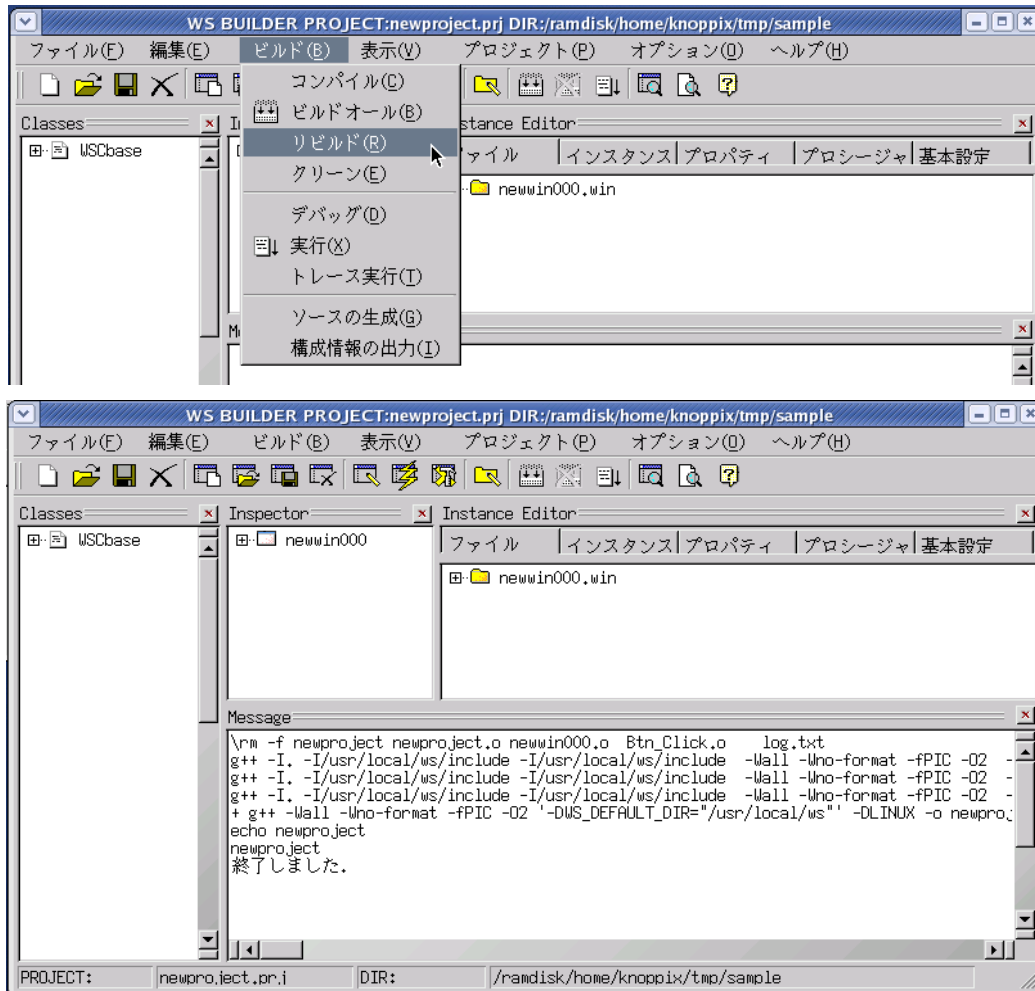 WS BUILDER PROJECT:newproject.prj DIR:/ramdisk/home/knoppix/tmp/sample
ファイル(F) 編集(E) ビルド(B) 表示(V) プロジェクト(P) オプション(O) ヘルプ(H)
コンパイル(C)
ビルドオール(B)
リビルド(R)
クリーン(E)
デバッグ(D)
実行(X)
トレース実行(T)
ソースの生成(G)
構成情報の出力(I)
Classes
WSCbase
stance Editor
ァイル インスタンス プロパティ プロシージャ 基本設定
newwin000.win
WS BUILDER PROJECT:newproject.prj DIR:/ramdisk/home/knoppix/tmp/sample
ファイル(F) 編集(E) ビルド(B) 表示(V) プロジェクト(P) オプション(O) ヘルプ(H)
Classes Inspector Instance Editor
WSCbase newwin000
ファイル インスタンス プロパティ プロシージャ 基本設定
newwin000.win
Message
\rm -f newproject newproject.o newwin000.o Btn_Click.o log.txt
g++ -I. -I/usr/local/ws/include -I/usr/local/ws/include -Wall -Wno-format -fPIC -O2 -
g++ -I. -I/usr/local/ws/include -I/usr/local/ws/include -Wall -Wno-format -fPIC -O2 -
g++ -I. -I/usr/local/ws/include -I/usr/local/ws/include -Wall -Wno-format -fPIC -O2 -
+ g++ -Wall -Wno-format -fPIC -O2 '-DWS_DEFAULT_DIR="/usr/local/ws"' -DLINUX -o newproj
echo newproject
newproject
終了しました.
PROJECT: newproject.prj DIR: /ramdisk/home/knoppix/tmp/sample